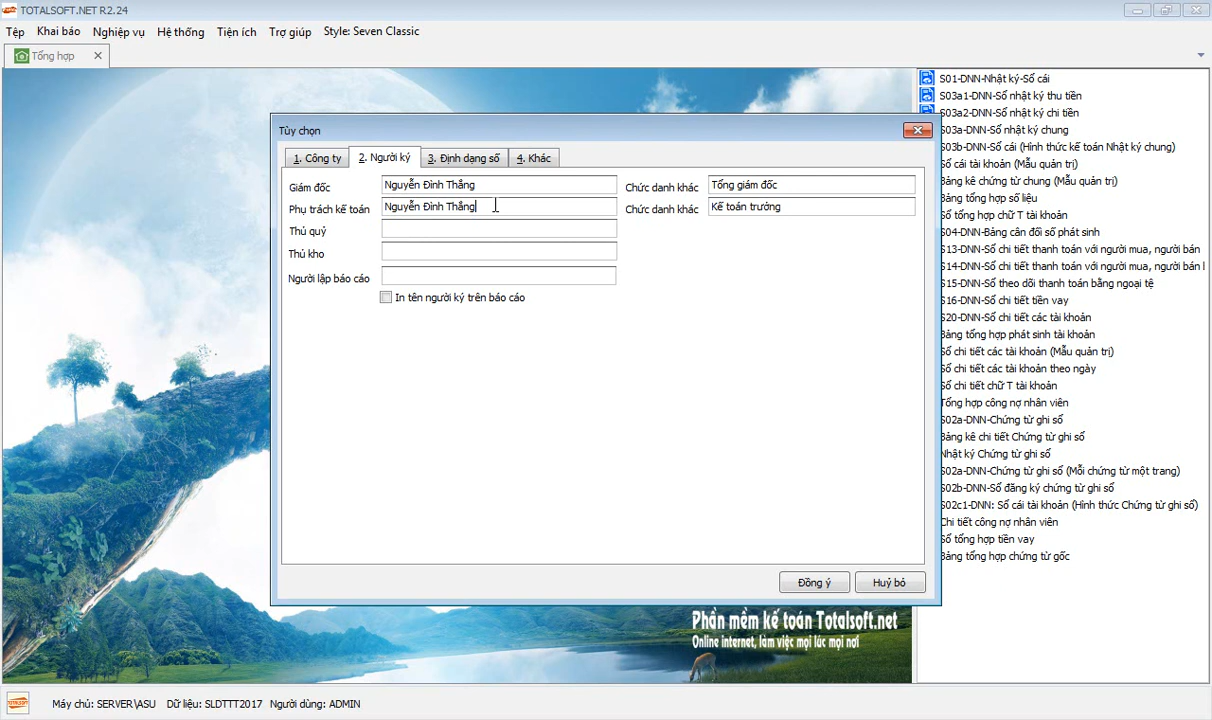 TOTALSOFT.NET R2.24
Tệp Khai báo Nghiệp vụ Hệ thống Tiện ích Trợ giúp Style: Seven Classic
Tổng hợp
Tùy chọn
1. Công ty 2. Người ký 3. Định dạng số 4. Khác
Giám đốc Nguyễn Đình Thắng Chức danh khác Tổng giám đốc
Phụ trách kế toán Nguyễn Đình Thắng Chức danh khác Kế toán trưởng
Thủ quỹ
Thủ kho
Người lập báo cáo
In tên người ký trên báo cáo
Đồng ý Huỷ bỏ
S01-DNN-Nhật ký-Sổ cái
S03a1-DNN-Sổ nhật ký thu tiền
S03a2-DNN-Sổ nhật ký chi tiền
S03a-DNN-Sổ nhật ký chung
S03b-DNN-Sổ cái (Hình thức kế toán Nhật ký chung)
Sổ cái tài khoản (Mẫu quản trị)
Bảng kê chứng từ chung (Mẫu quản trị)
Bảng tổng hợp số liệu
Sổ tổng hợp chữ T tài khoản
S04-DNN-Bảng cân đối số phát sinh
S13-DNN-Sổ chi tiết thanh toán với người mua, người bán
S14-DNN-Sổ chi tiết thanh toán với người mua, người bán
S15-DNN-Sổ theo dõi thanh toán bằng ngoại tệ
S16-DNN-Sổ chi tiết tiền vay
S20-DNN-Sổ chi tiết các tài khoản
Bảng tổng hợp phát sinh tài khoản
Sổ chi tiết các tài khoản (Mẫu quản trị)
Sổ chi tiết các tài khoản theo ngày
Sổ chi tiết chữ T tài khoản
Tổng hợp công nợ nhân viên
S02a-DNN-Chứng từ ghi sổ
Bảng kê chi tiết Chứng từ ghi sổ
Nhật ký Chứng từ ghi sổ
S02a-DNN-Chứng từ ghi sổ (Mỗi chứng từ một trang)
S02b-DNN-Sổ đăng ký chứng từ ghi sổ
S02c1-DNN: Sổ cái tài khoản (Hình thức Chứng từ ghi sổ)
Chi tiết công nợ nhân viên
Sổ tổng hợp tiền vay
Bảng tổng hợp chứng từ gốc
Phần mềm kế toán Totalsoft.net
Online internet, làm việc mọi lúc mọi nơi
Máy chủ: SERVER\ASU Dữ liệu: SLDTTT2017 Người dùng: ADMIN